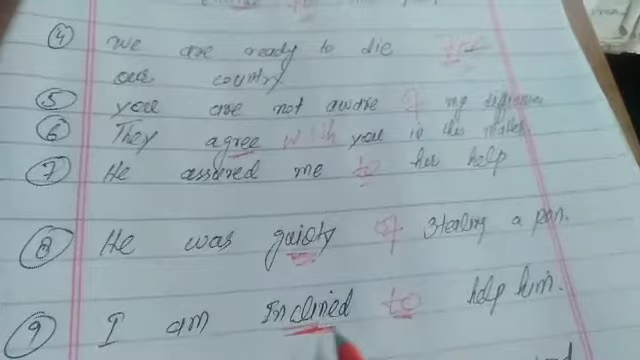 ④ we are ready to die for
our country.
⑤ you are not aware of my
⑥ They agree with you in this matter.
⑦ He assured me to his help
⑧ He was guilty of stealing a pen.
⑨ I am Inclined to help him.